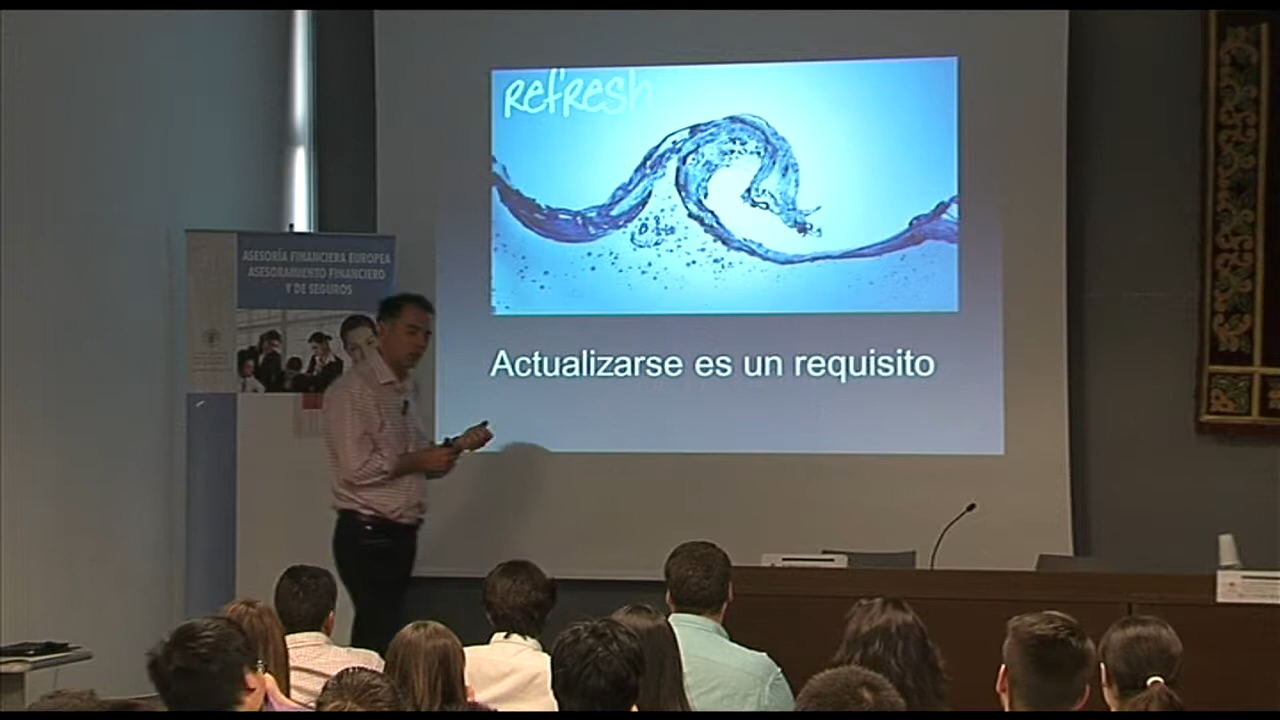 Refresh
Actualizarse es un requisito
ASESORÍA FINANCIERA EUROPEA
ASESORAMIENTO FINANCIERO
Y DE SEGUROS